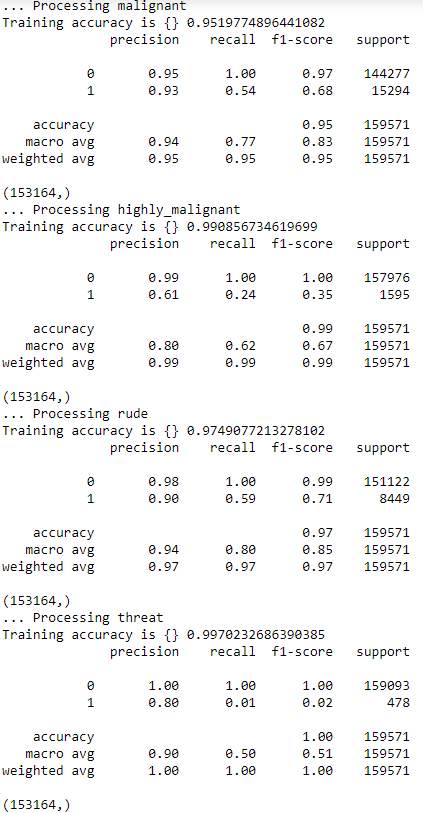 ... Processing malignant
Training accuracy is {} 0.9519774896441082
precision recall f1-score support
0 0.95 1.00 0.97 144277
1 0.93 0.54 0.68 15294
accuracy 0.95 159571
macro avg 0.94 0.77 0.83 159571
weighted avg 0.95 0.95 0.95 159571
(153164,)
... Processing highly_malignant
Training accuracy is {} 0.990856734619699
precision recall f1-score support
0 0.99 1.00 1.00 157976
1 0.61 0.24 0.35 1595
accuracy 0.99 159571
macro avg 0.80 0.62 0.67 159571
weighted avg 0.99 0.99 0.99 159571
(153164,)
... Processing rude
Training accuracy is {} 0.9749077213278102
precision recall f1-score support
0 0.98 1.00 0.99 151122
1 0.90 0.59 0.71 8449
accuracy 0.97 159571
macro avg 0.94 0.80 0.85 159571
weighted avg 0.97 0.97 0.97 159571
(153164,)
... Processing threat
Training accuracy is {} 0.9970232686390385
precision recall f1-score support
0 1.00 1.00 1.00 159093
1 0.80 0.01 0.02 478
accuracy 1.00 159571
macro avg 0.90 0.50 0.51 159571
weighted avg 1.00 1.00 1.00 159571
(153164,)